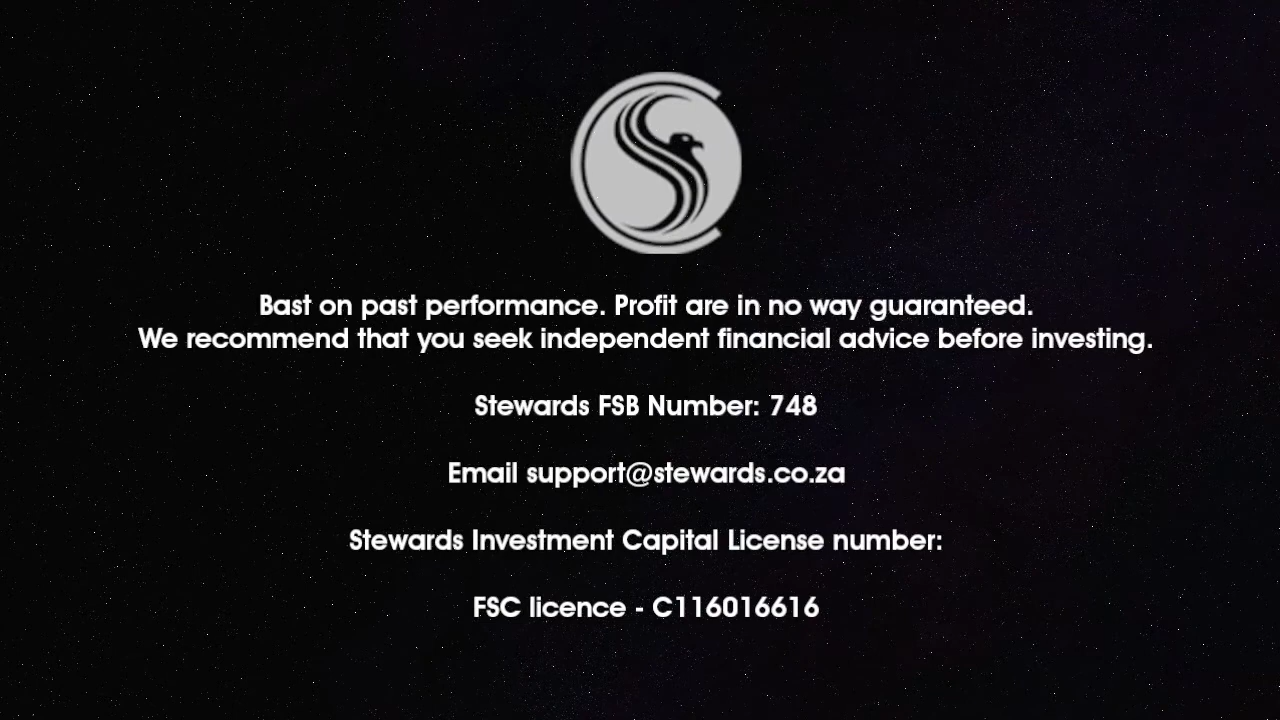 Bast on past performance. Profit are in no way guaranteed.
We recommend that you seek independent financial advice before investing.
Stewards FSB Number: 748
Email support@stewards.co.za
Stewards Investment Capital License number:
FSC licence - C116016616